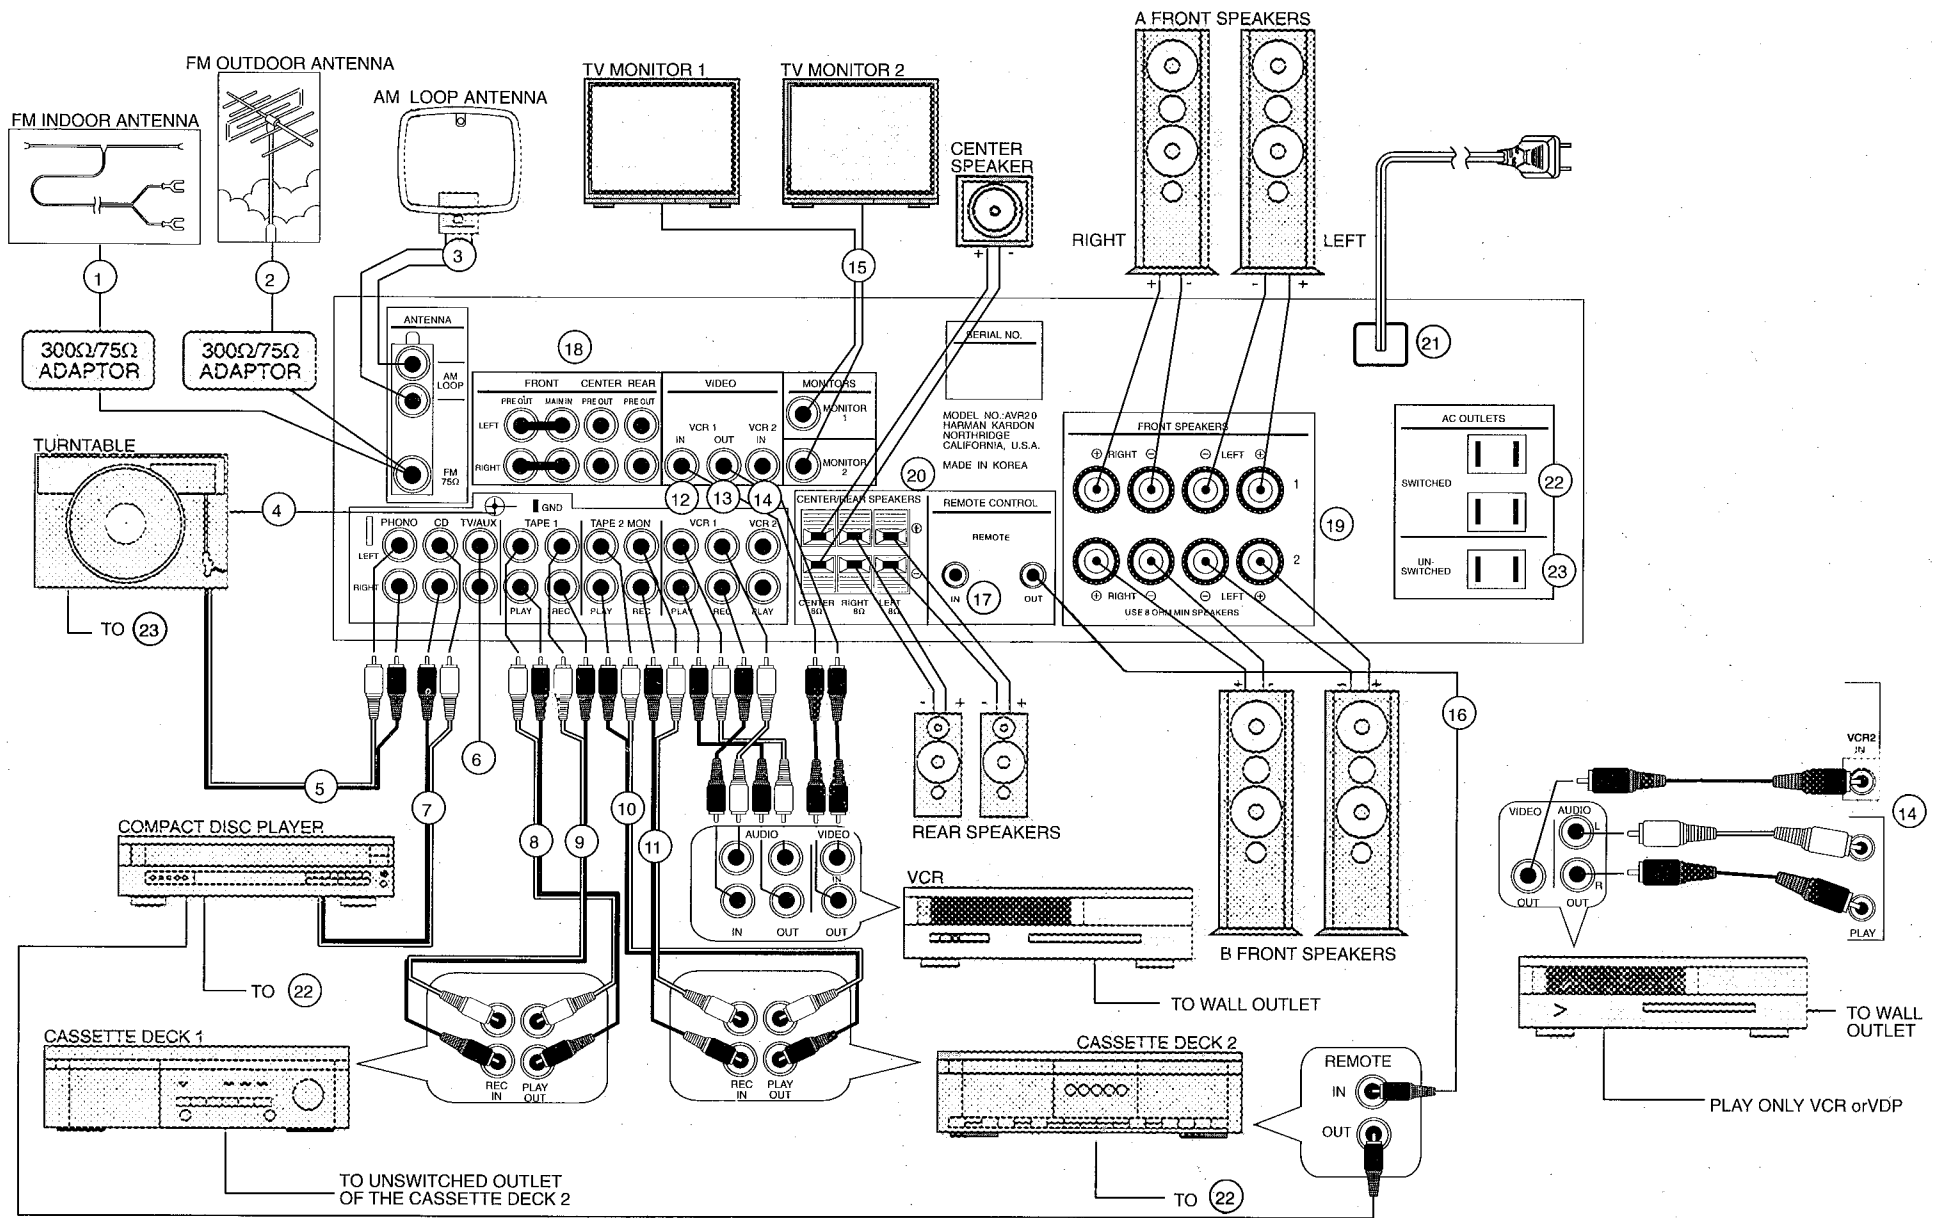 A FRONT SPEAKERS
FM OUTDOOR ANTENNA
TV MONITOR 1
TV MONITOR 2
AM LOOP ANTENNA
FM INDOOR ANTENNA
CENTER
SPEAKER
+ -
RIGHT
LEFT
1
2
3
15
+ - - +
300Ω/75Ω
ADAPTOR
300Ω/75Ω
ADAPTOR
ANTENNA
AM
LOOP
FM
75Ω
18
SERIAL NO.
21
FRONT CENTER REAR
PRE OUT MAIN IN PRE OUT PRE OUT
LEFT
RIGHT
VIDEO
VCR 1 VCR 2
IN OUT IN
MONITORS
MONITOR
1
MONITOR
2
MODEL NO.:AVR20
HARMAN KARDON
NORTHRIDGE
CALIFORNIA, U.S.A.
MADE IN KOREA
FRONT SPEAKERS
⊕ RIGHT ⊖ ⊖ LEFT ⊕
1
2
⊕ RIGHT ⊖ ⊖ LEFT ⊕
USE 8 OHM MIN SPEAKERS
19
AC OUTLETS
SWITCHED
UN-
SWITCHED
22
23
TURNTABLE
4
12
13
14
20
GND
PHONO CD TV/AUX TAPE 1 TAPE 2 MON VCR 1 VCR 2
LEFT
RIGHT
PLAY REC PLAY REC PLAY REC PLAY
CENTER/REAR SPEAKERS
⊕
⊖
CENTER RIGHT LEFT
8Ω 8Ω 8Ω
REMOTE CONTROL
REMOTE
IN
17
OUT
TO 23
5
6
7
8
9
10
11
16
- + - +
REAR SPEAKERS
+ - - +
B FRONT SPEAKERS
COMPACT DISC PLAYER
TO 22
AUDIO VIDEO
IN
IN OUT OUT
VCR
TO WALL OUTLET
VCR2
IN
14
VIDEO AUDIO
L
R
OUT OUT
PLAY
TO WALL
OUTLET
PLAY ONLY VCR orVDP
CASSETTE DECK 1
REC
IN
PLAY
OUT
REC
IN
PLAY
OUT
TO UNSWITCHED OUTLET
OF THE CASSETTE DECK 2
CASSETTE DECK 2
TO 22
REMOTE
IN
OUT